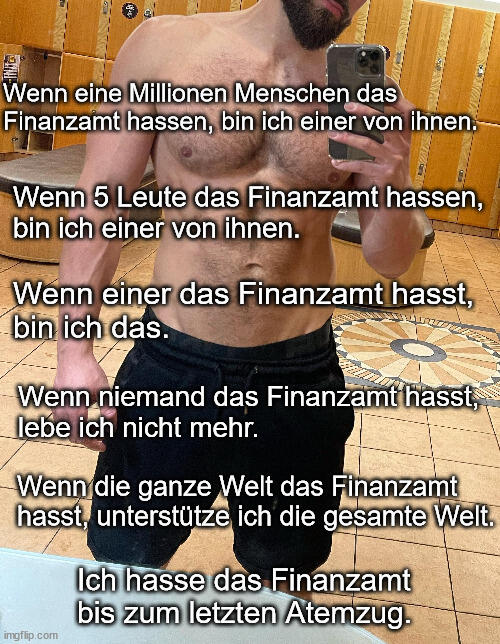 Wenn eine Millionen Menschen das
Finanzamt hassen, bin ich einer von ihnen.
Wenn 5 Leute das Finanzamt hassen,
bin ich einer von ihnen.
Wenn einer das Finanzamt hasst,
bin ich das.
Wenn niemand das Finanzamt hasst,
lebe ich nicht mehr.
Wenn die ganze Welt das Finanzamt
hasst, unterstütze ich die gesamte Welt.
Ich hasse das Finanzamt
bis zum letzten Atemzug.
imgflip.com